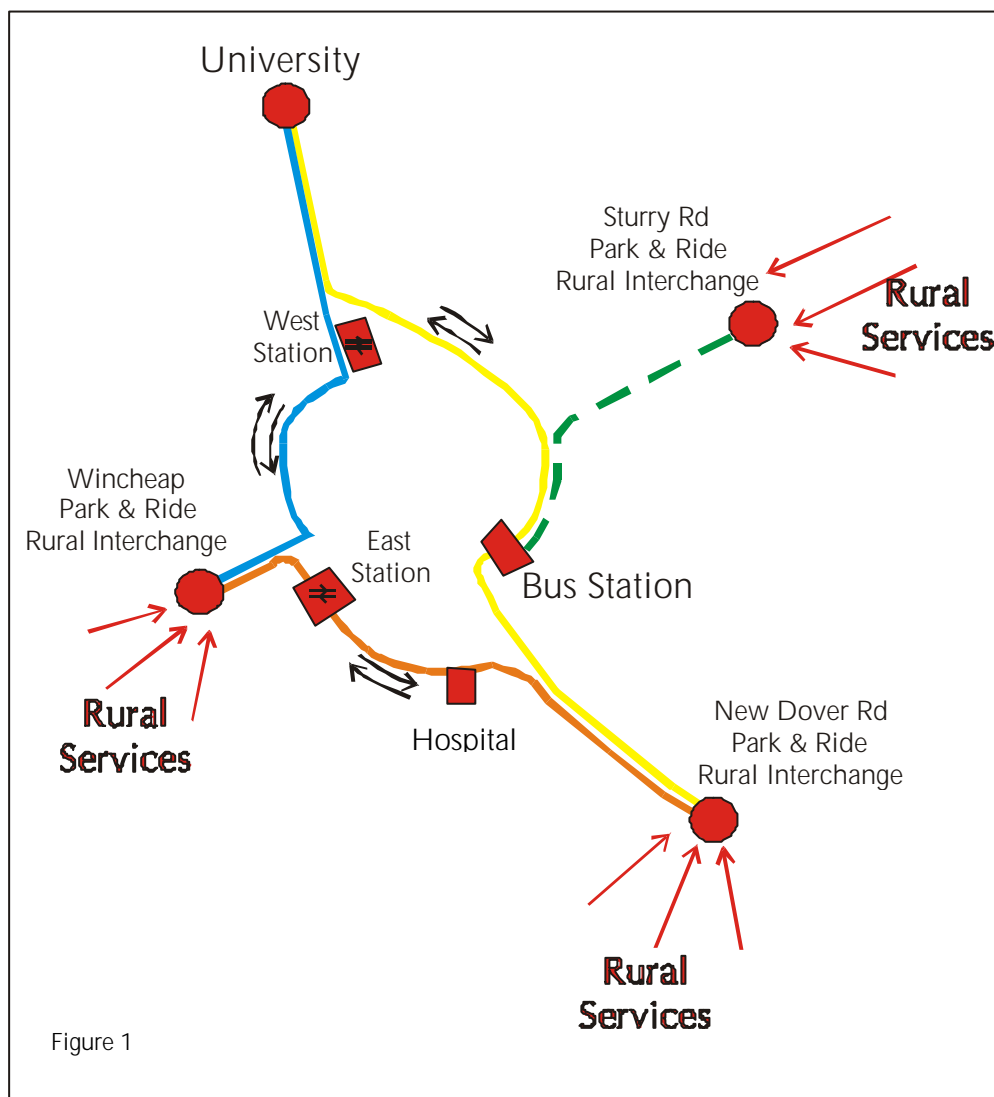 University
Sturry Rd
Park & Ride
Rural Interchange
Rural
Services
West
Station
Wincheap
Park & Ride
Rural Interchange
East
Station
Bus Station
Rural
Services
Hospital
New Dover Rd
Park & Ride
Rural Interchange
Rural
Services
Figure 1